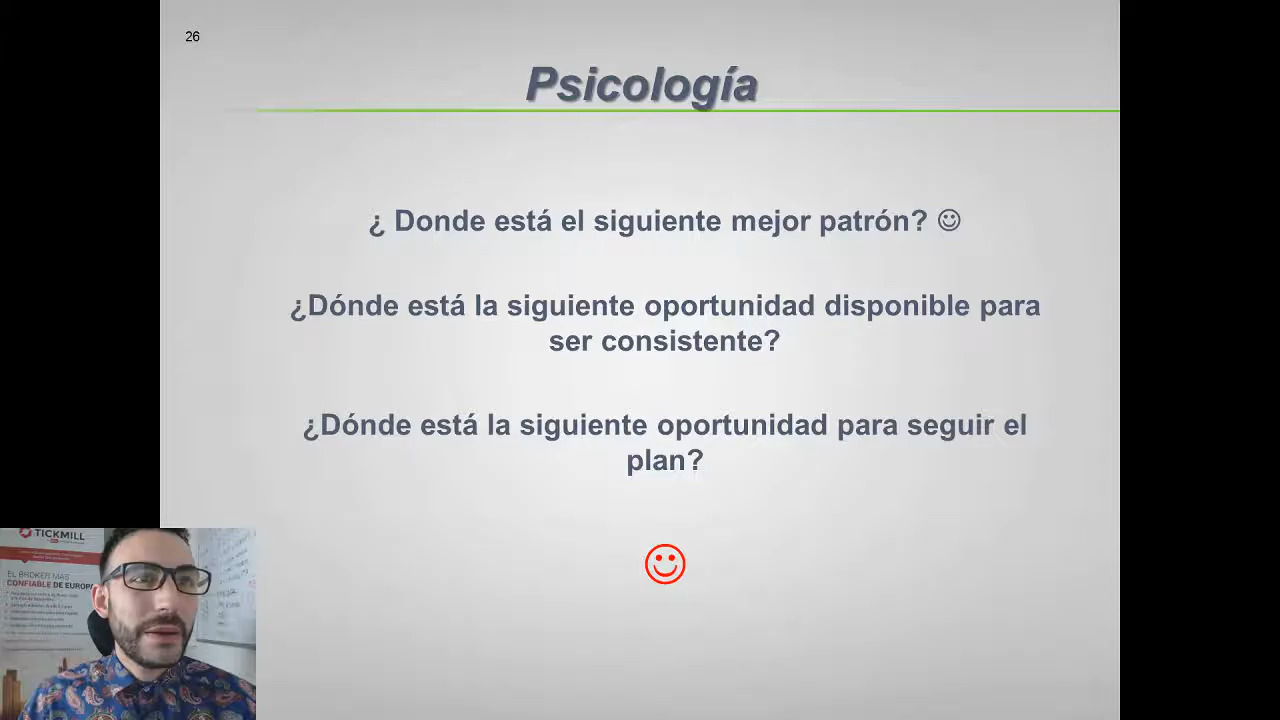 26
Psicología
¿ Donde está el siguiente mejor patrón? ☺
¿Dónde está la siguiente oportunidad disponible para
ser consistente?
¿Dónde está la siguiente oportunidad para seguir el
plan?
☺
TICKMILL
EL BROKER MÁS
CONFIABLE DE EUROPA